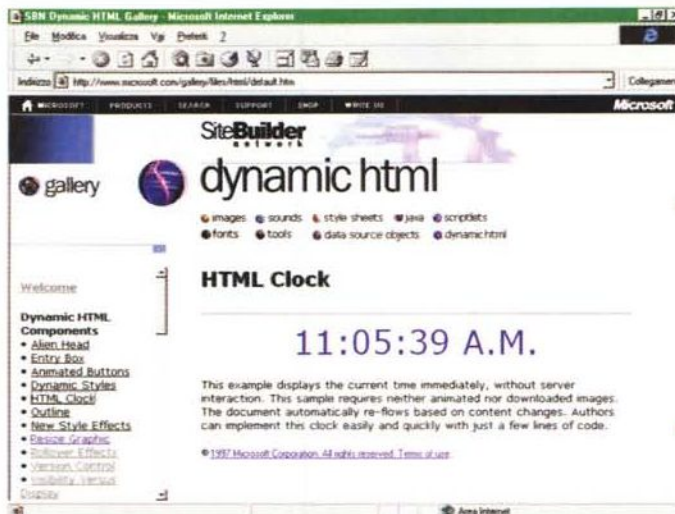 SBN Dynamic HTML Gallery - Microsoft Internet Explorer
File Modifica Visualizza Vai Preferiti ?
Indirizzo http://www.microsoft.com/gallery/files/html/default.htm Collegamenti
MICROSOFT PRODUCTS SEARCH SUPPORT SHOP WRITE US Microsoft
SiteBuilder
network
gallery
dynamic html
images sounds style sheets java scriptlets
fonts tools data source objects dynamic html
Welcome
Dynamic HTML
Components
• Alien Head
• Entry Box
• Animated Buttons
• Dynamic Styles
• HTML Clock
• Outline
• New Style Effects
• Resize Graphic
• Rollover Effects
• Version Control
• Visibility Versus
Display
HTML Clock
11:05:39 A.M.
This example displays the current time immediately, without server
interaction. This sample requires neither animated nor downloaded images.
The document automatically re-flows based on content changes. Authors
can implement this clock easily and quickly with just a few lines of code.
© 1997 Microsoft Corporation. All rights reserved. Terms of use.
Area Internet